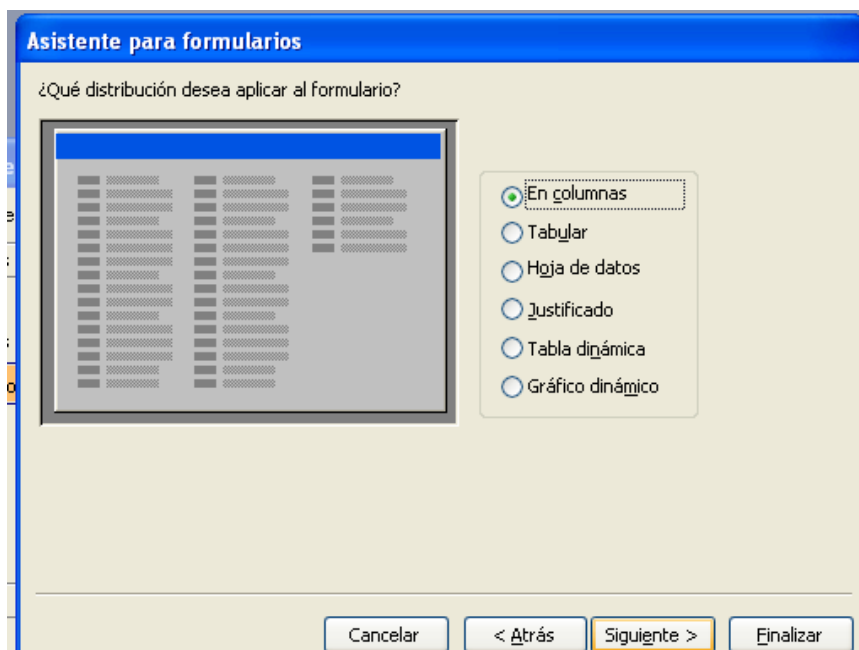 Asistente para formularios
¿Qué distribución desea aplicar al formulario?
En columnas
Tabular
Hoja de datos
Justificado
Tabla dinámica
Gráfico dinámico
Cancelar
< Atrás
Siguiente >
Finalizar